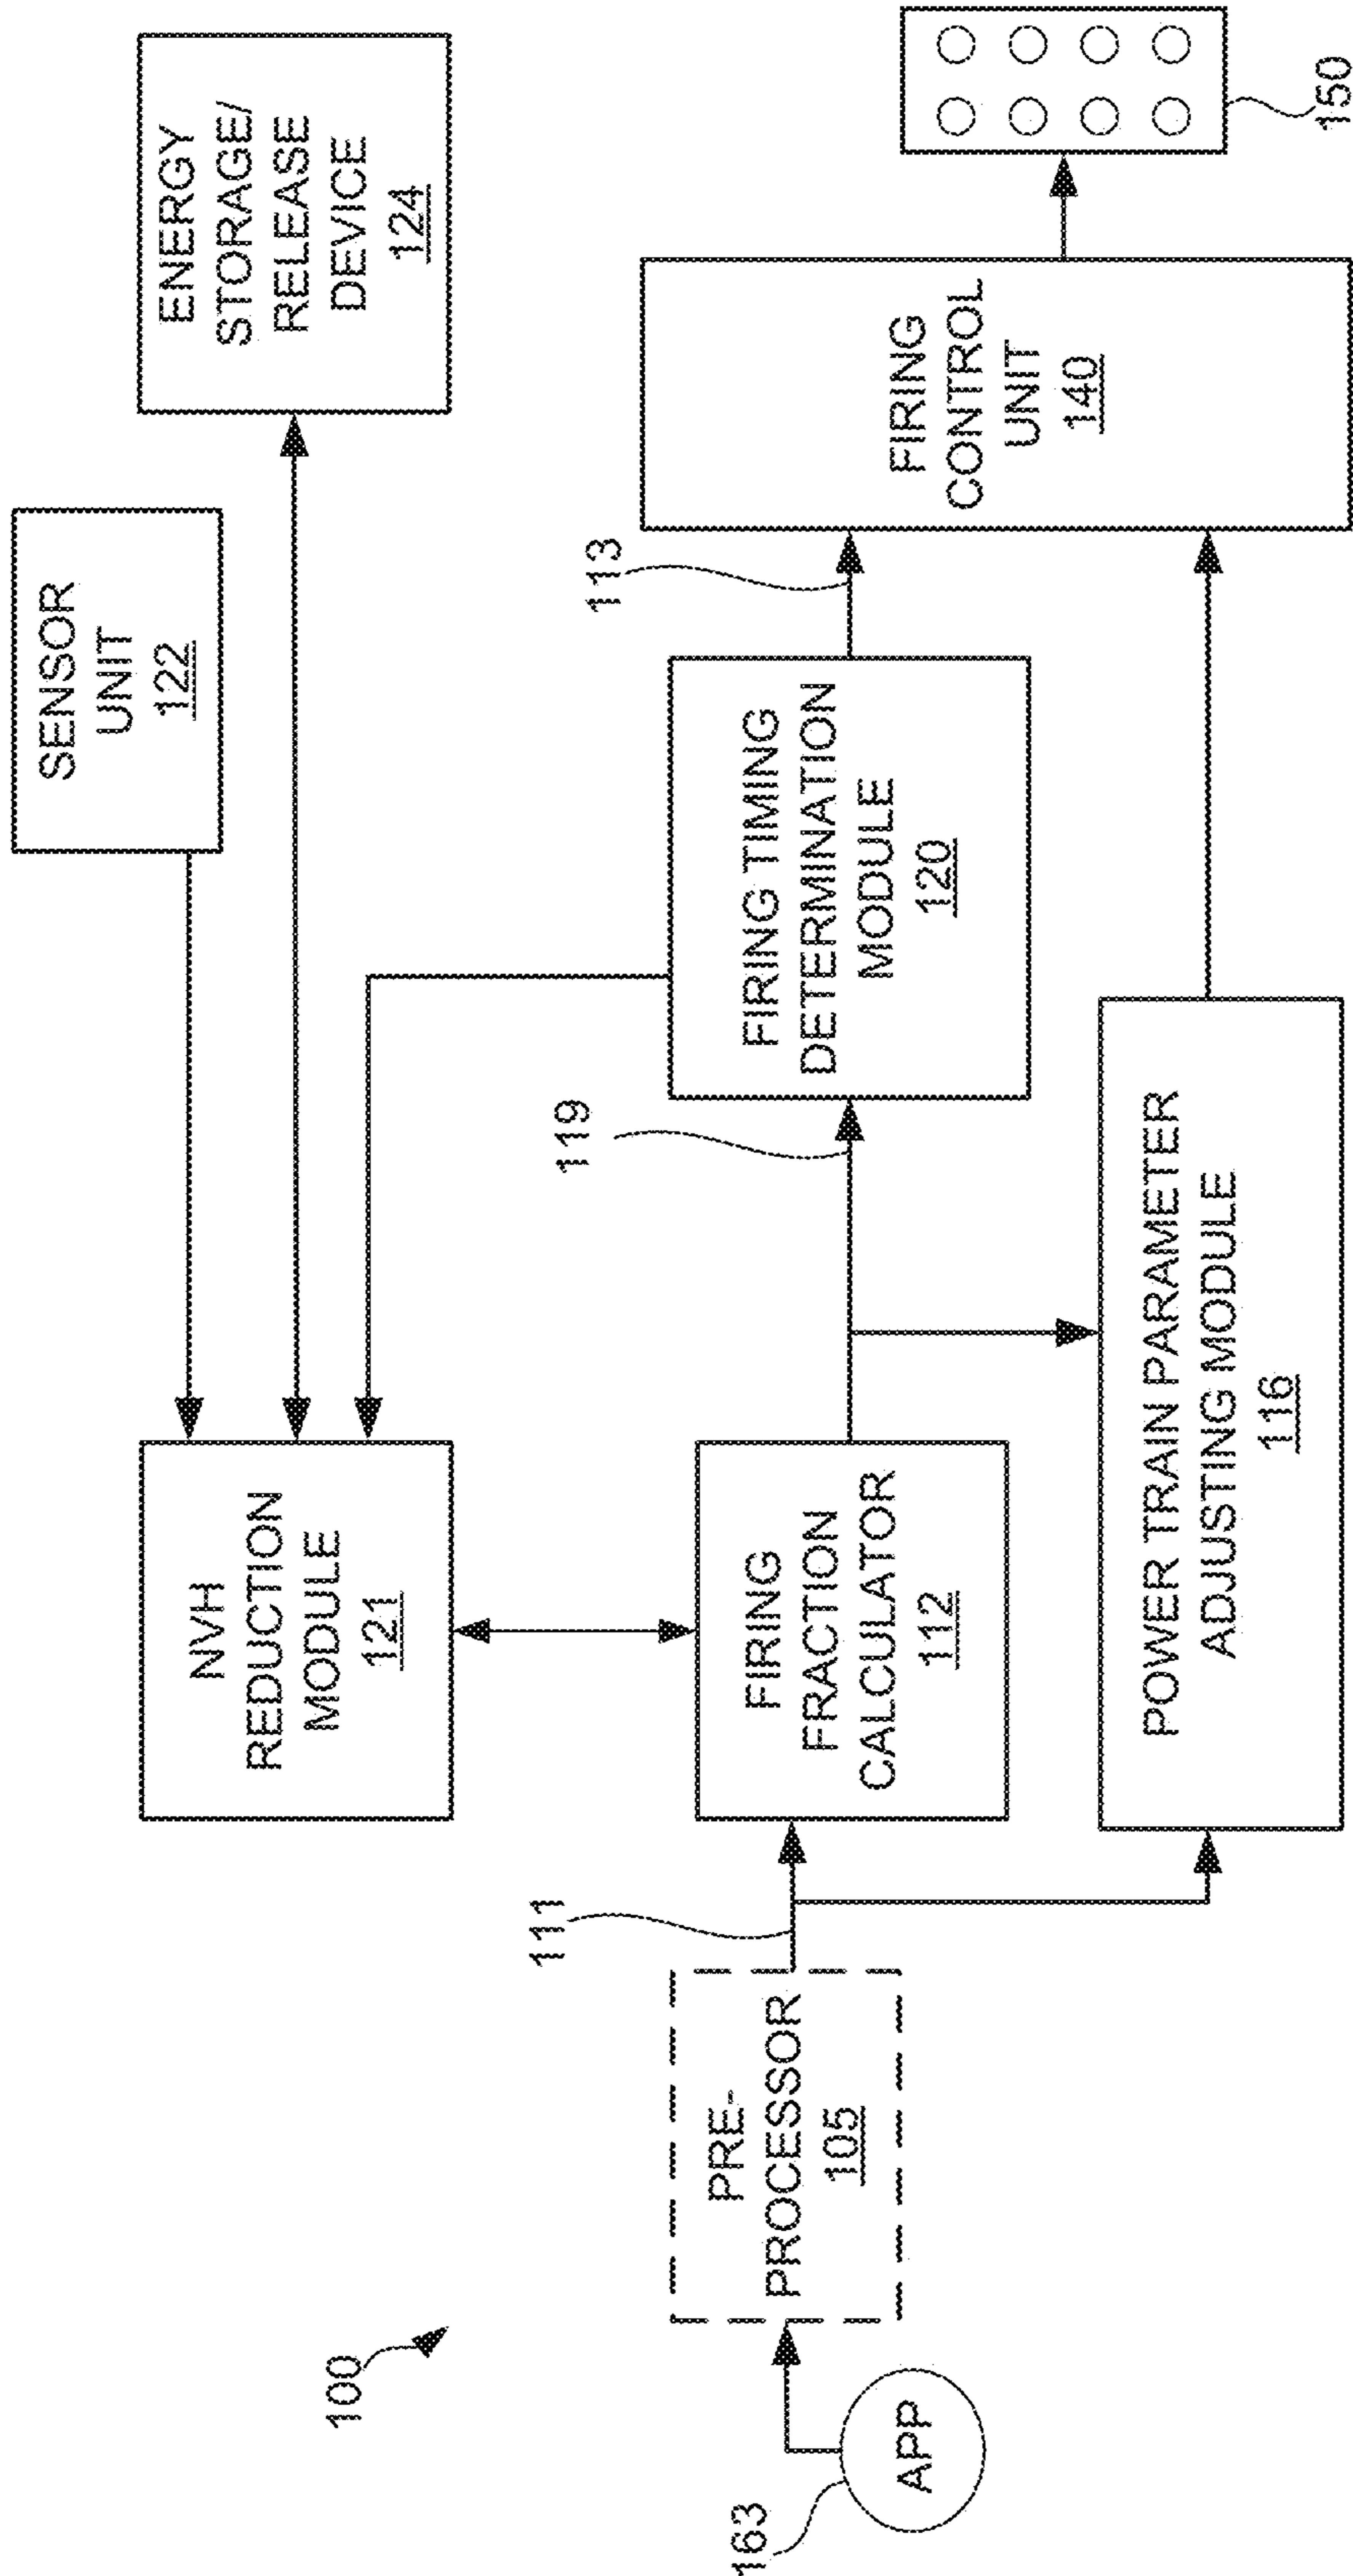 100
163
APP
PRE-
PROCESSOR
105
111
NVH
REDUCTION
MODULE
121
FIRING
FRACTION
CALCULATOR
112
POWER TRAIN PARAMETER
ADJUSTING MODULE
116
119
SENSOR
UNIT
122
FIRING TIMING
DETERMINATION
MODULE
120
113
ENERGY
STORAGE/
RELEASE
DEVICE
124
FIRING
CONTROL
UNIT
140
150